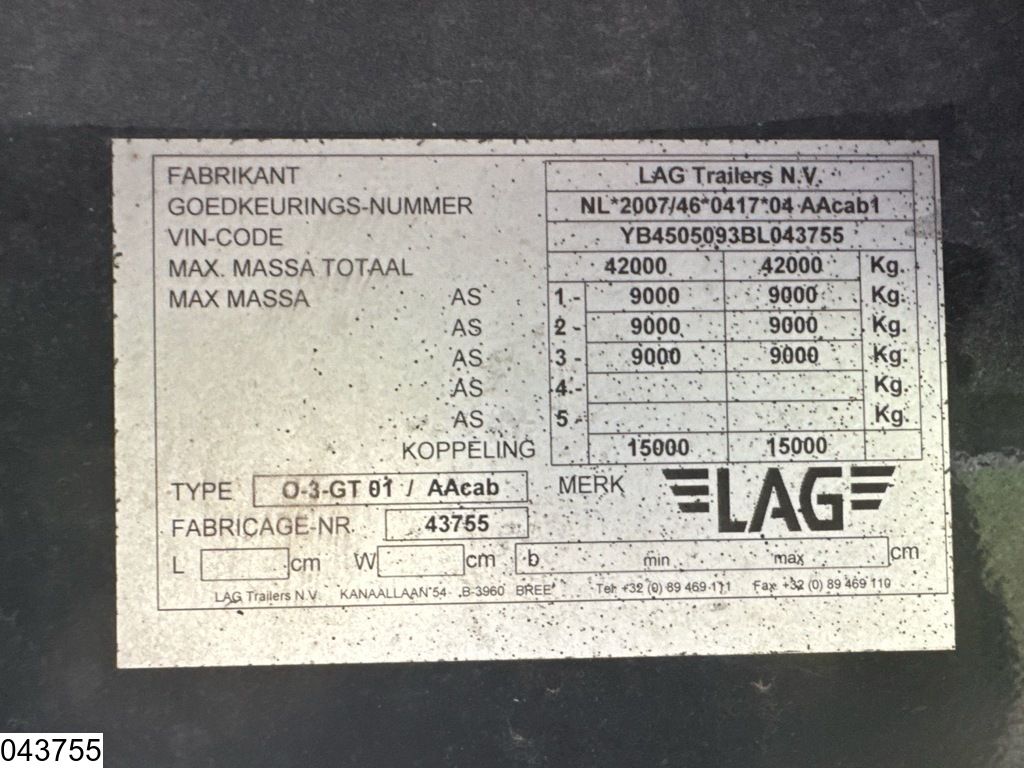 FABRIKANT LAG Trailers N.V.
GOEDKEURINGS-NUMMER NL*2007/46*0417*04 AAcab1
VIN-CODE YB4505093BL043755
MAX. MASSA TOTAAL 42000 42000 Kg.
MAX MASSA AS 1 - 9000 9000 Kg.
AS 2 - 9000 9000 Kg.
AS 3 - 9000 9000 Kg.
AS 4 - Kg.
AS 5 - Kg.
KOPPELING 15000 15000
TYPE O-3-GT 01 / AAcab MERK LAG
FABRICAGE-NR. 43755
L cm W cm b min max cm
LAG Trailers N.V. KANAALLAAN 54 B-3960 BREE Tel: +32 (0) 89 469 111 Fax +32 (0) 89 469 110
043755